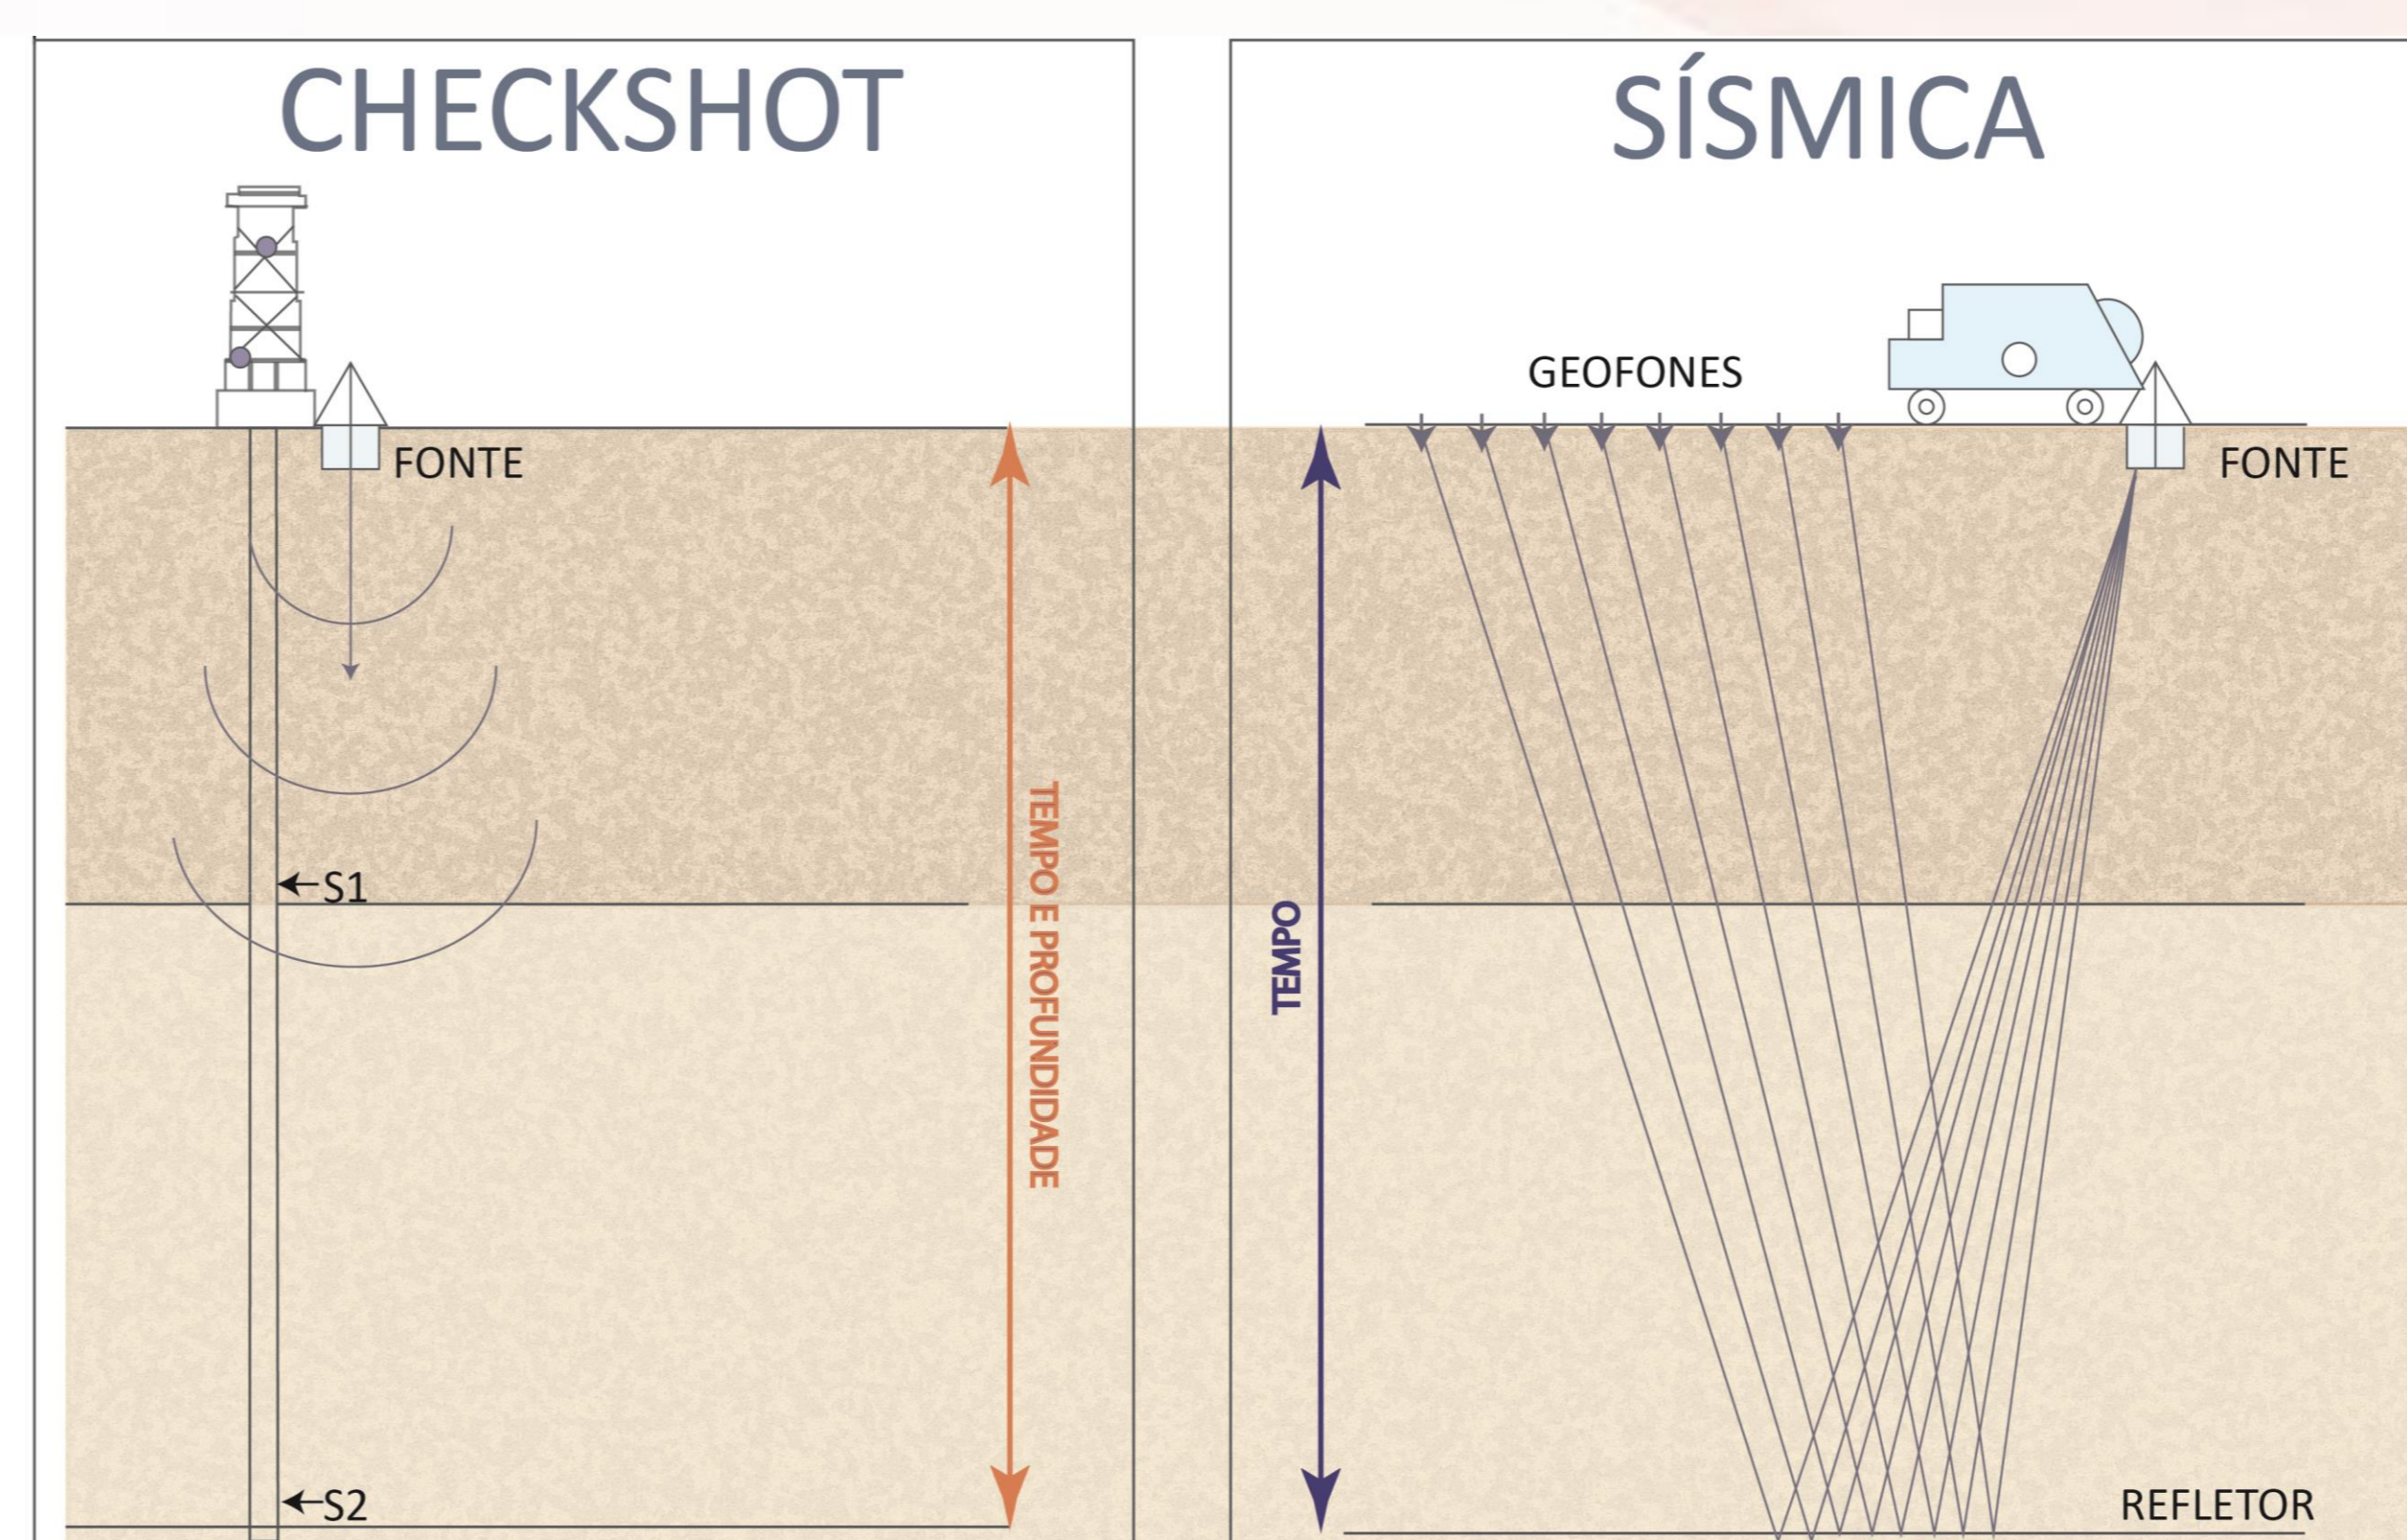 CHECKSHOT
FONTE
S1
TEMPO E PROFUNDIDADE
S2
SÍSMICA
GEOFONES
FONTE
TEMPO
REFLETOR